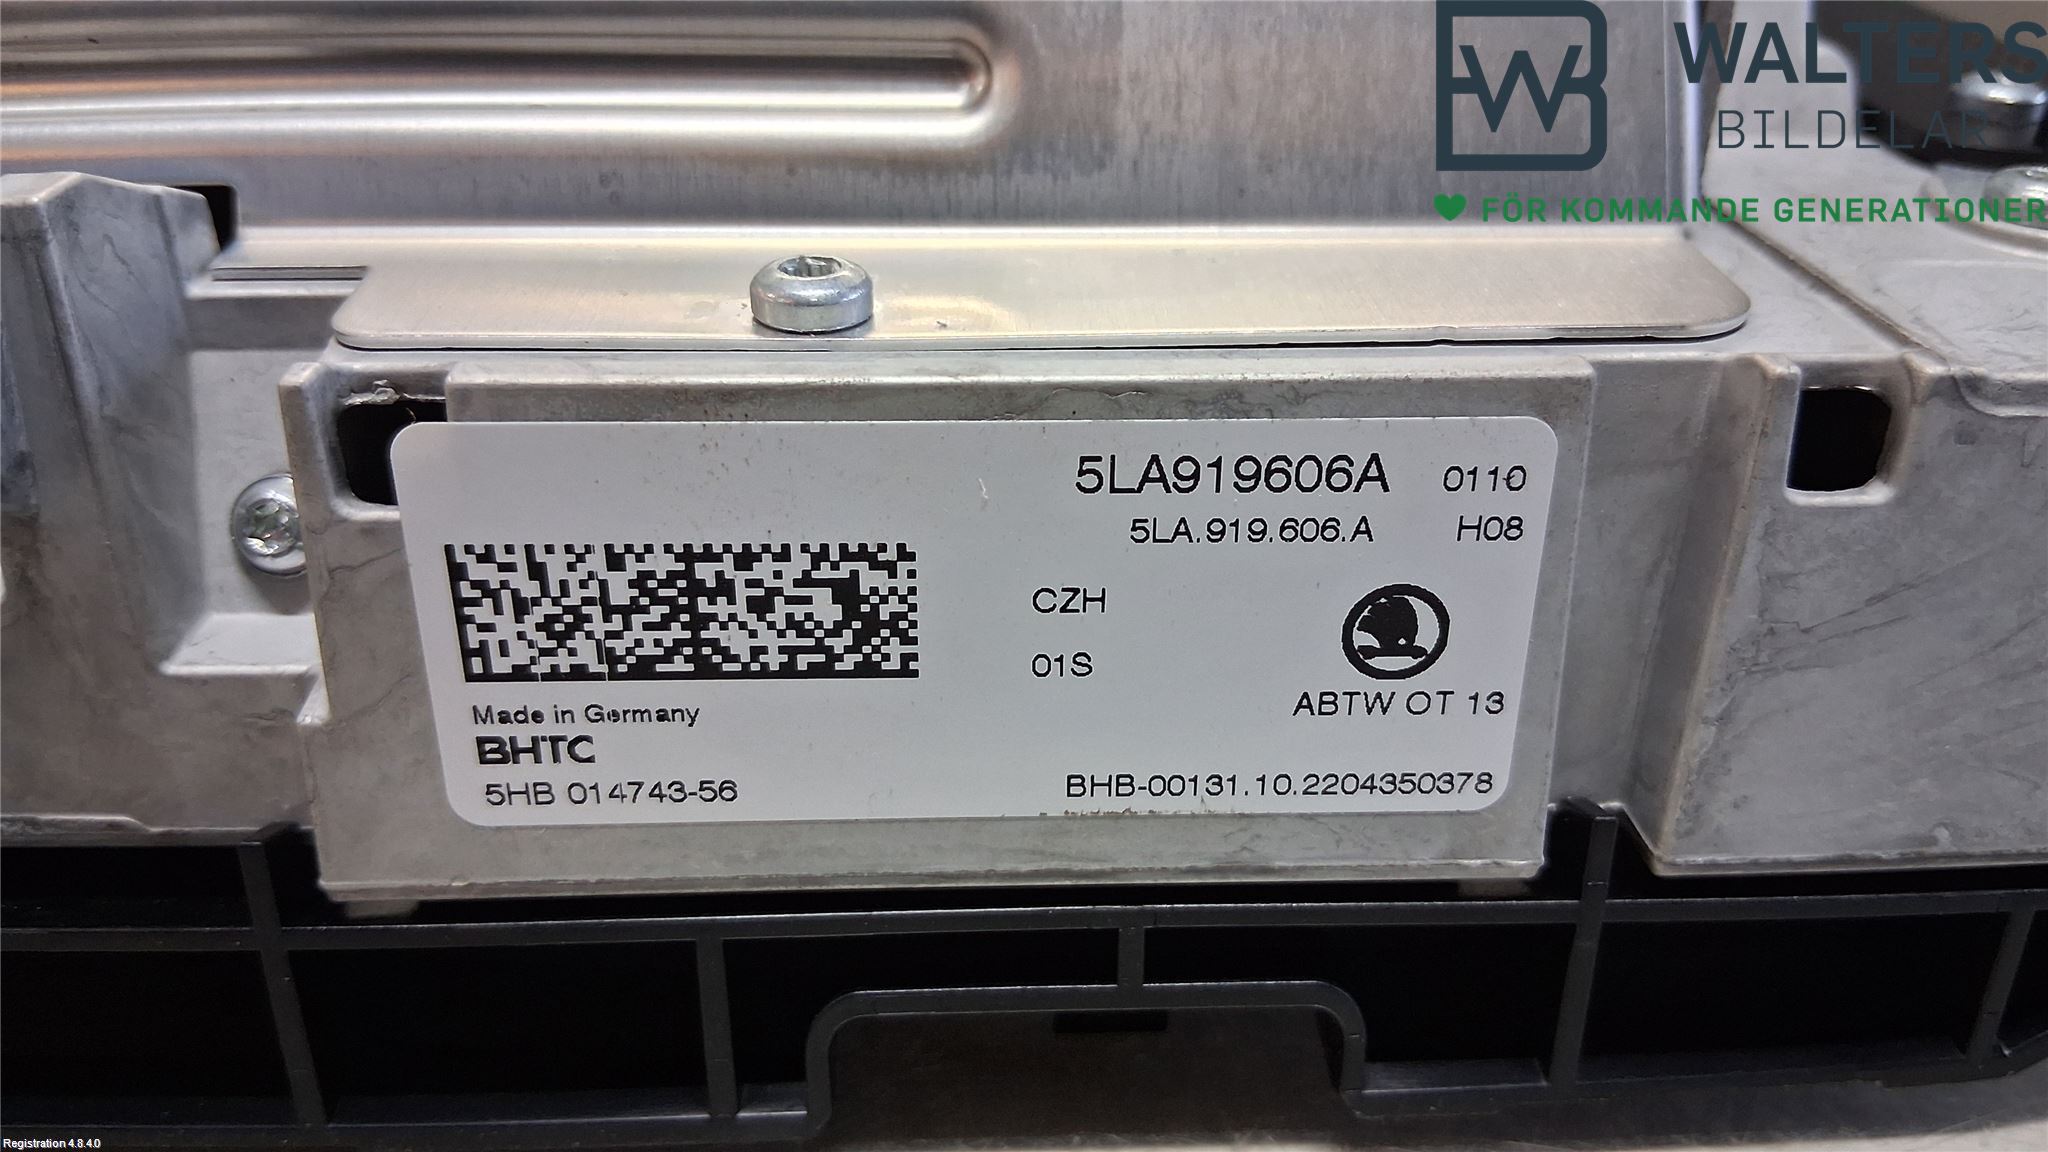 WALTERS
BILDELAR
FÖR KOMMANDE GENERATIONER
5LA919606A 0110
5LA.919.606.A H08
CZH
01S
ABTW OT 13
Made in Germany
BHTC
5HB 014743-56
BHB-00131.10.2204350378
Registration 4.8.4.0